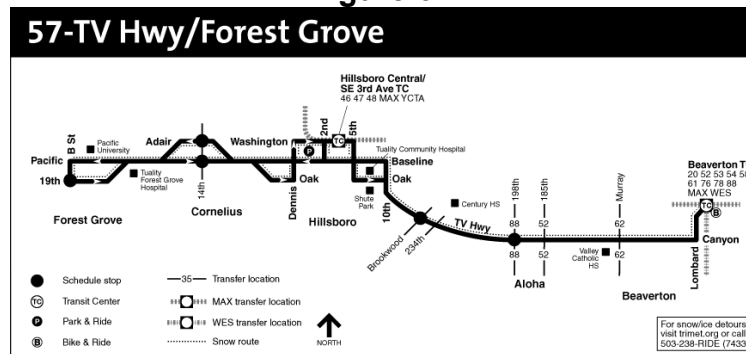 57-TV Hwy/Forest Grove
Hillsboro Central/
SE 3rd Ave TC
46 47 48 MAX YCTA
B St
Pacific
University
Adair
Washington
2nd
5th
TC
P
Tuality Community Hospital
Pacific
Baseline
19th
Tuality
Forest Grove
Hospital
14th
Oak
Oak
Dennis
Shute
Park
10th
Forest Grove
Cornelius
Hillsboro
Century HS
Brookwood
234th
TV Hwy
198th
185th
Murray
88
52
62
88
52
62
Valley
Catholic
HS
Aloha
Beaverton
Beaverton T
20 52 53 54 58
61 76 78 88
MAX WES
TC
B
Canyon
Lombard
Schedule stop
TC Transit Center
P Park & Ride
B Bike & Ride
35 Transfer location
MAX transfer location
WES transfer location
Snow route
NORTH
For snow/ice detours
visit trimet.org or call
503-238-RIDE (7433